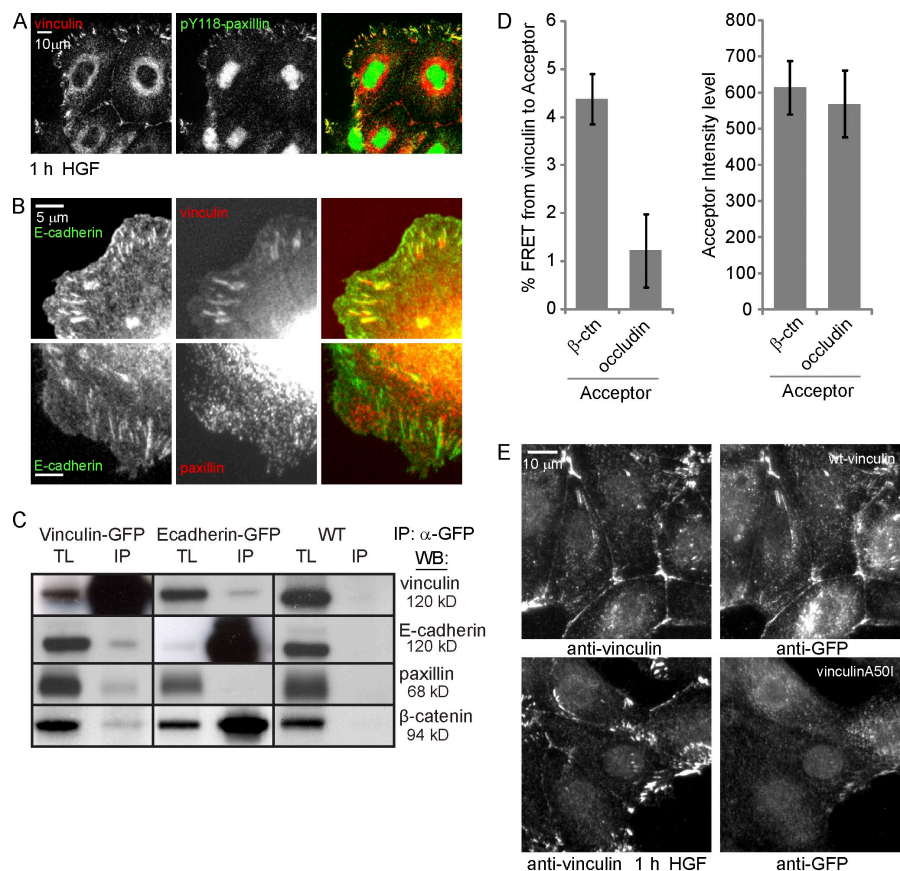 A
vinculin
10µm
pY118-paxillin
1 h HGF
B
5 µm
E-cadherin
vinculin
E-cadherin
paxillin
C
Vinculin-GFP Ecadherin-GFP WT IP: α-GFP
TL IP TL IP TL IP WB:
vinculin
120 kD
E-cadherin
120 kD
paxillin
68 kD
β-catenin
94 kD
D
% FRET from vinculin to Acceptor
6
5
4
3
2
1
0
β-ctn
occludin
Acceptor
Acceptor Intensity level
800
700
600
500
400
300
200
100
0
β-ctn
occludin
Acceptor
E
10 µm
wt-vinculin
anti-vinculin
anti-GFP
vinculinA50I
anti-vinculin 1 h HGF
anti-GFP